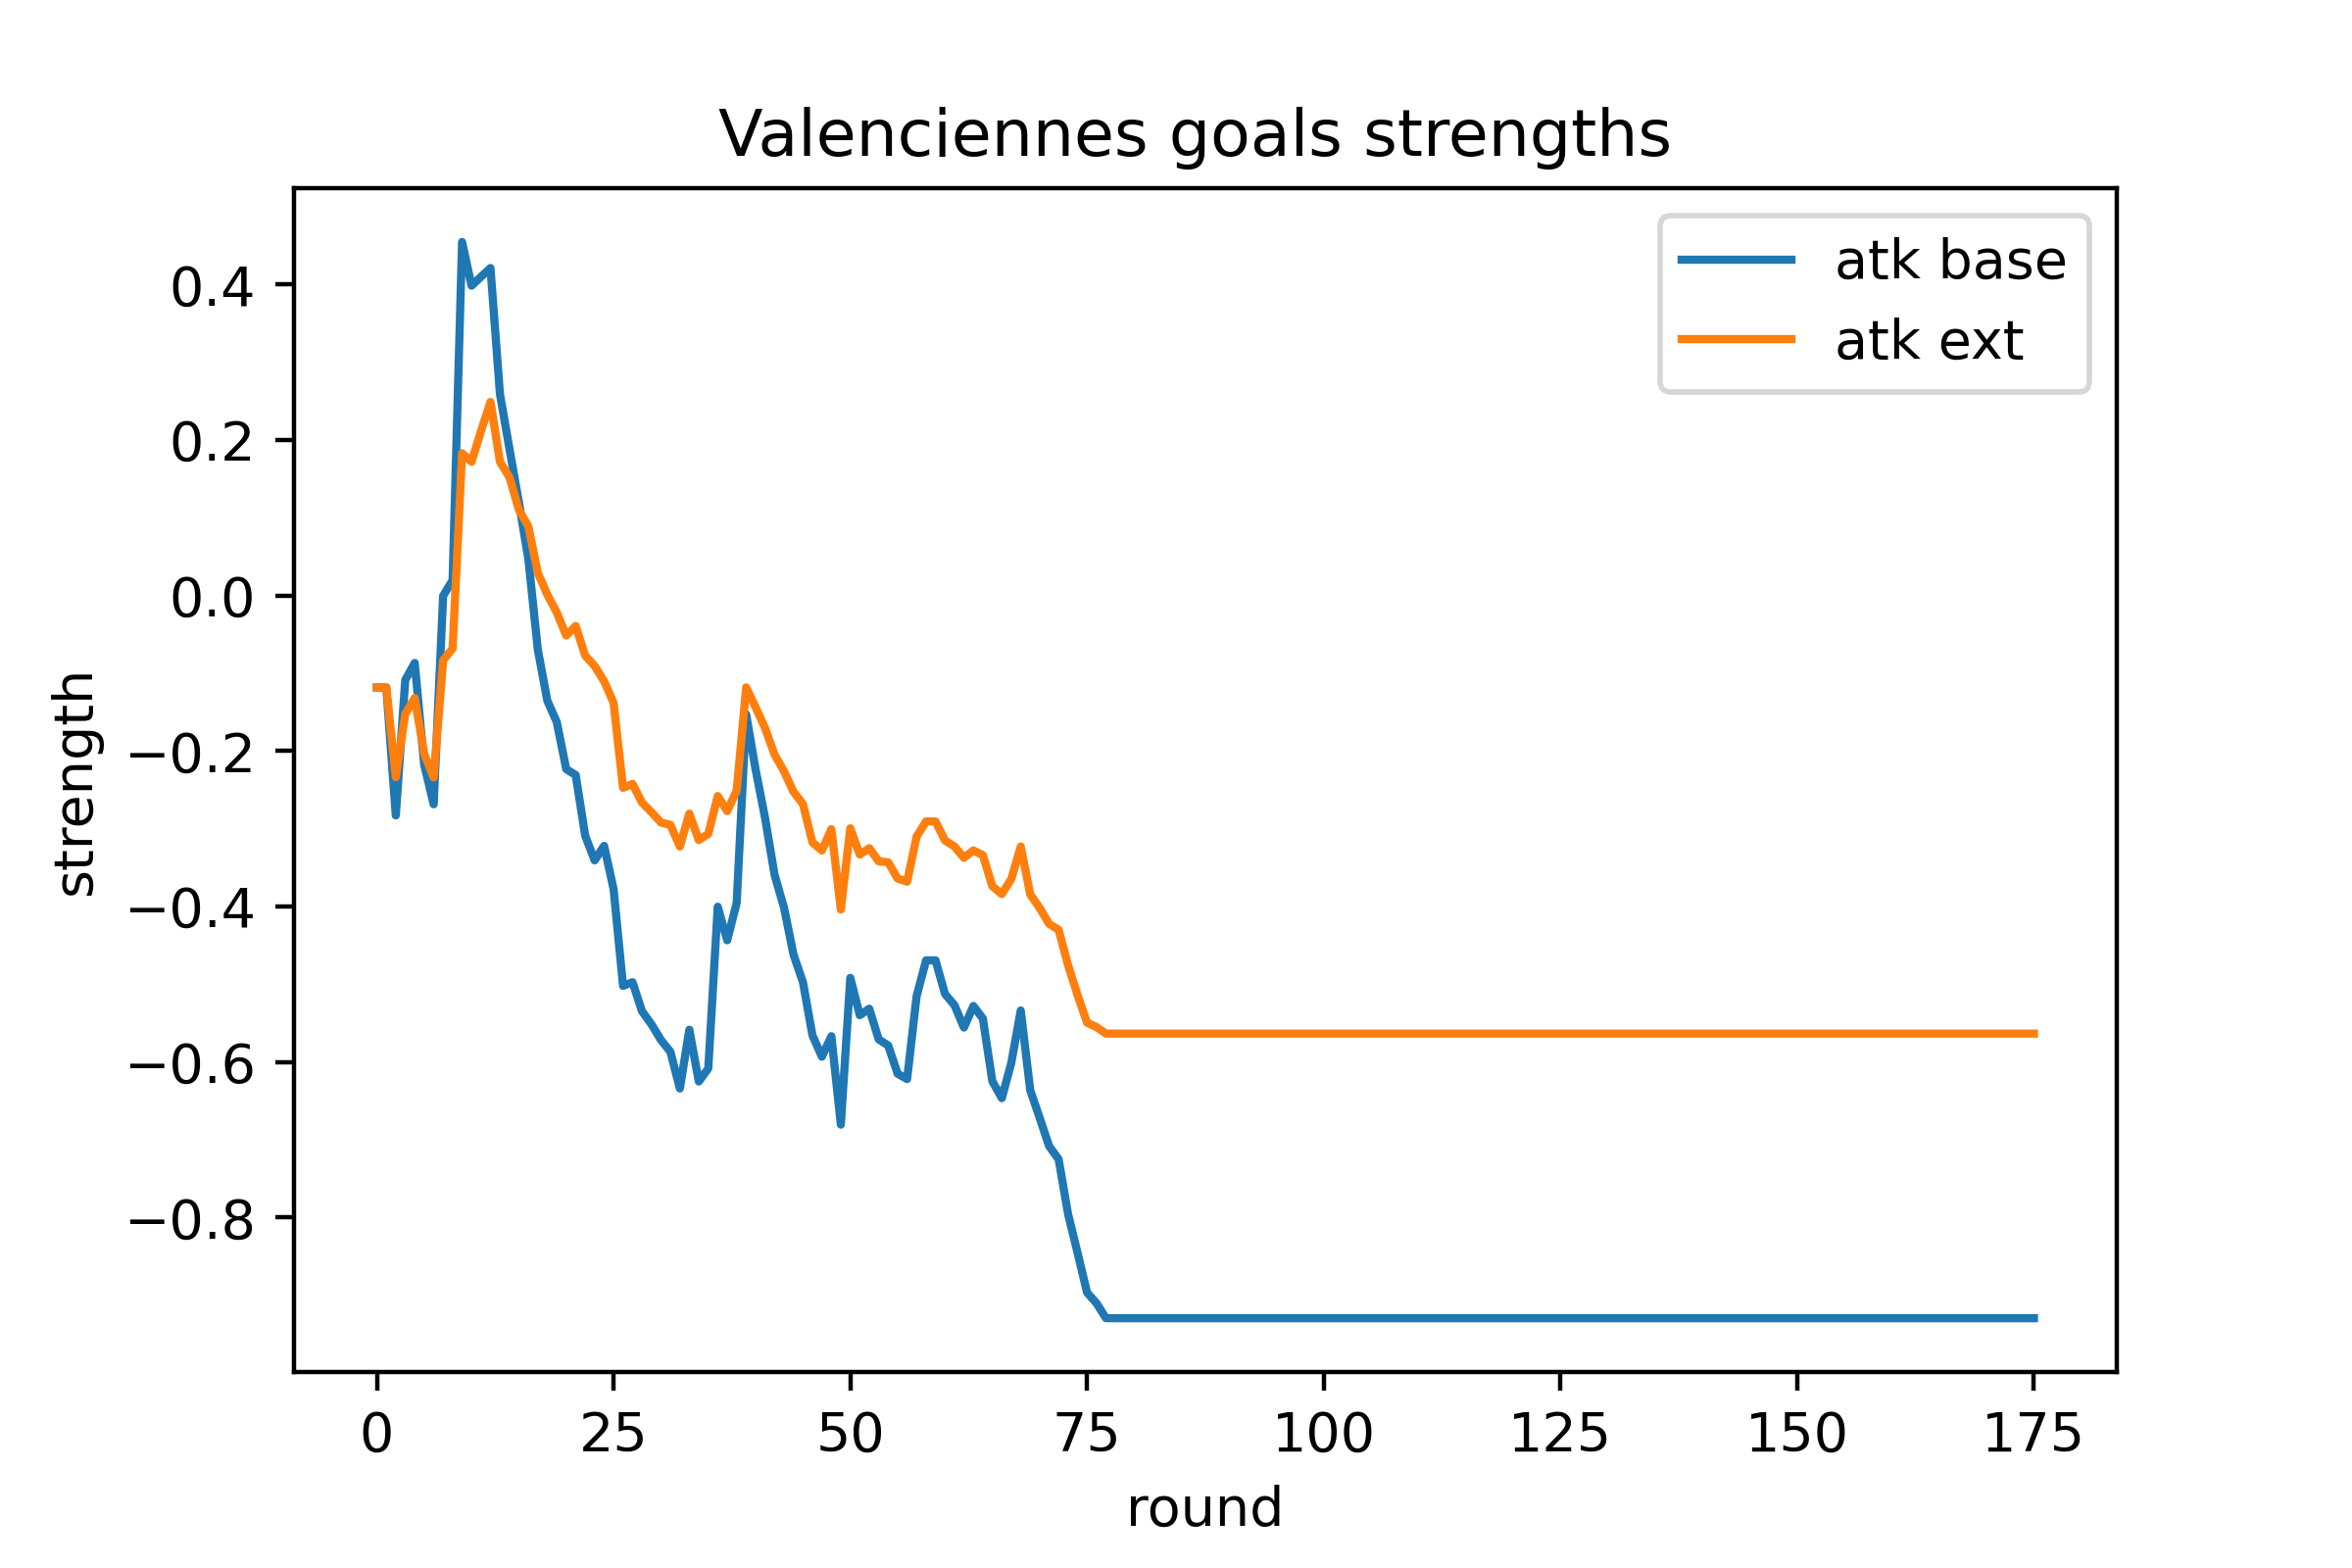 Valenciennes goals strengths
atk base
atk ext
0.4
0.2
0.0
−0.2
−0.4
−0.6
−0.8
strength
0 25 50 75 100 125 150 175
round